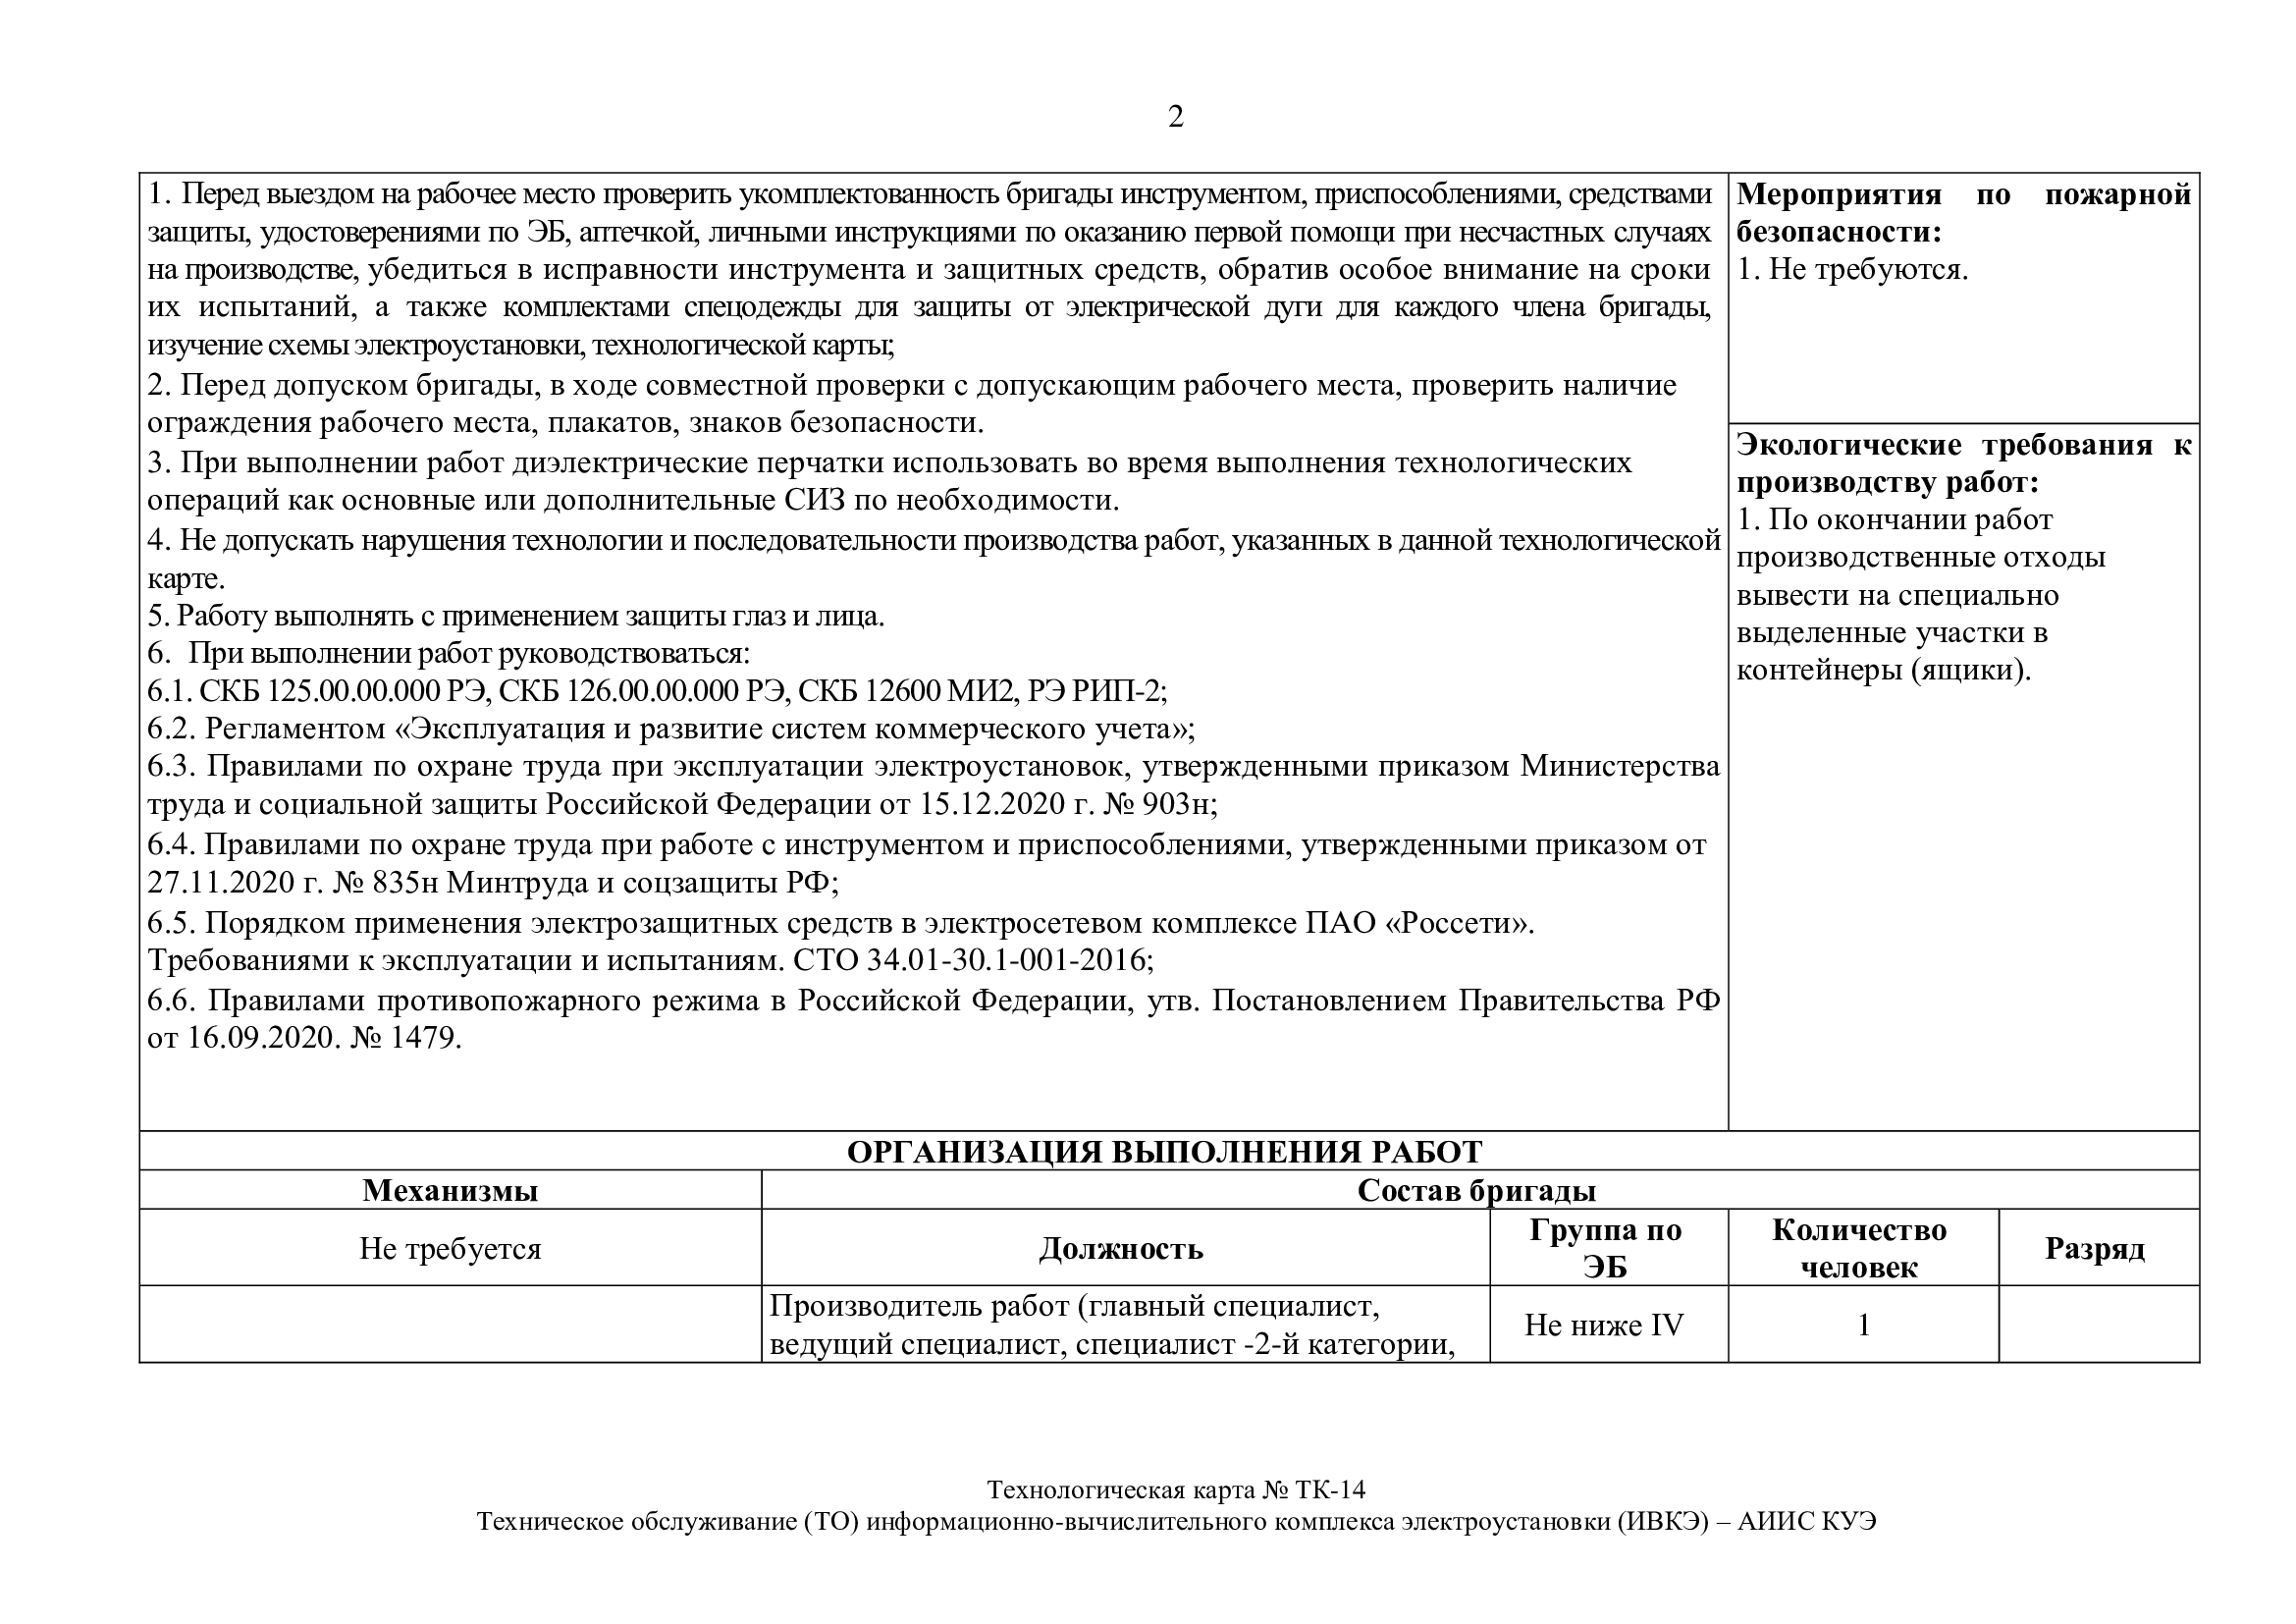 2
1. Перед выездом на рабочее место проверить укомплектованность бригады инструментом, приспособлениями, средствами
защиты, удостоверениями по ЭБ, аптечкой, личными инструкциями по оказанию первой помощи при несчастных случаях
на производстве, убедиться в исправности инструмента и защитных средств, обратив особое внимание на сроки
их испытаний, а также комплектами спецодежды для защиты от электрической дуги для каждого члена бригады,
изучение схемы электроустановки, технологической карты;
2. Перед допуском бригады, в ходе совместной проверки с допускающим рабочего места, проверить наличие
ограждения рабочего места, плакатов, знаков безопасности.
3. При выполнении работ диэлектрические перчатки использовать во время выполнения технологических
операций как основные или дополнительные СИЗ по необходимости.
4. Не допускать нарушения технологии и последовательности производства работ, указанных в данной технологической
карте.
5. Работу выполнять с применением защиты глаз и лица.
6. При выполнении работ руководствоваться:
6.1. СКБ 125.00.00.000 РЭ, СКБ 126.00.00.000 РЭ, СКБ 12600 МИ2, РЭ РИП-2;
6.2. Регламентом «Эксплуатация и развитие систем коммерческого учета»;
6.3. Правилами по охране труда при эксплуатации электроустановок, утвержденными приказом Министерства
труда и социальной защиты Российской Федерации от 15.12.2020 г. № 903н;
6.4. Правилами по охране труда при работе с инструментом и приспособлениями, утвержденными приказом от
27.11.2020 г. № 835н Минтруда и соцзащиты РФ;
6.5. Порядком применения электрозащитных средств в электросетевом комплексе ПАО «Россети».
Требованиями к эксплуатации и испытаниям. СТО 34.01-30.1-001-2016;
6.6. Правилами противопожарного режима в Российской Федерации, утв. Постановлением Правительства РФ
от 16.09.2020. № 1479.
Мероприятия по пожарной
безопасности:
1. Не требуются.
Экологические требования к
производству работ:
1. По окончании работ
производственные отходы
вывести на специально
выделенные участки в
контейнеры (ящики).
ОРГАНИЗАЦИЯ ВЫПОЛНЕНИЯ РАБОТ
Механизмы
Состав бригады
Не требуется
Должность
Группа по
ЭБ
Количество
человек
Разряд
Производитель работ (главный специалист,
ведущий специалист, специалист -2-й категории,
Не ниже IV
1
Технологическая карта № ТК-14
Техническое обслуживание (ТО) информационно-вычислительного комплекса электроустановки (ИВКЭ) – АИИС КУЭ